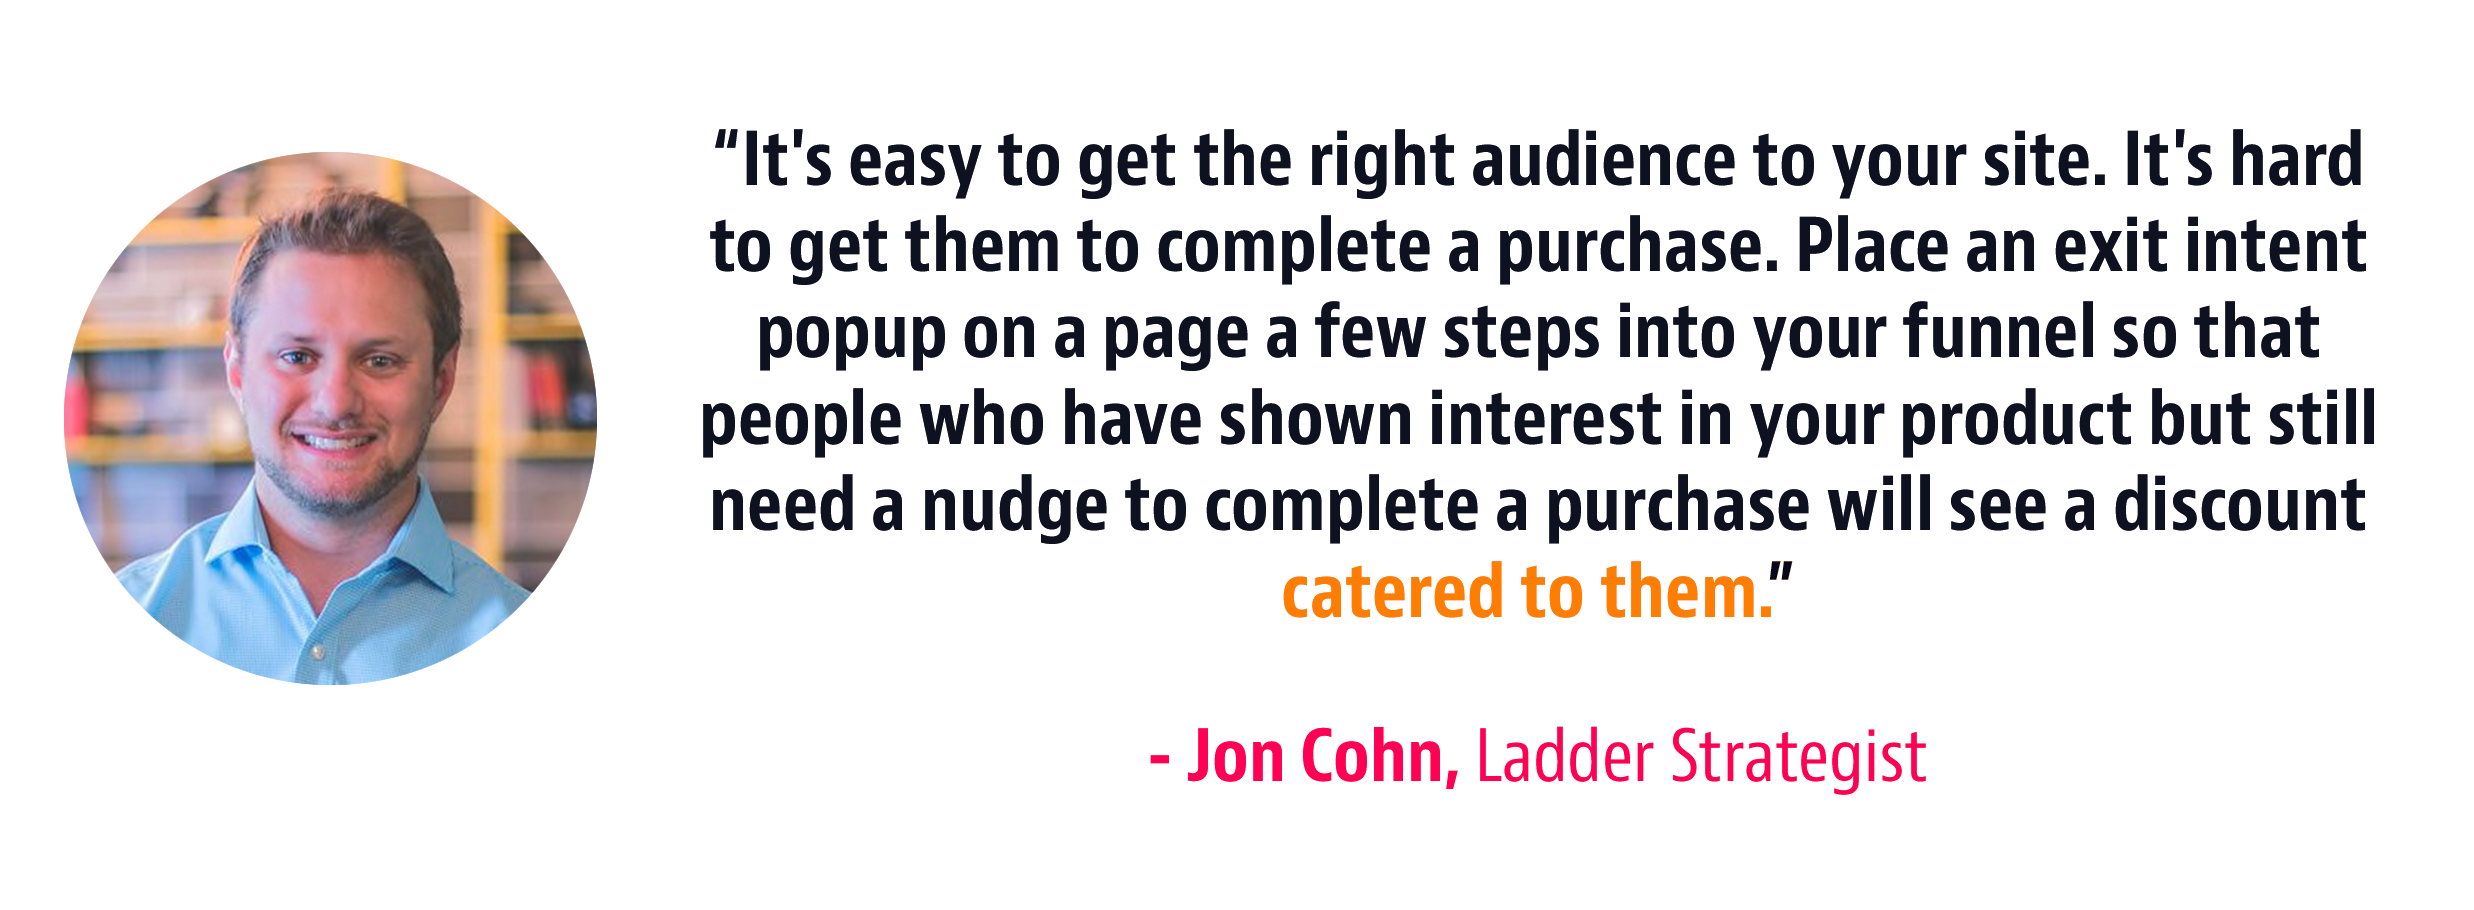 “It's easy to get the right audience to your site. It's hard
to get them to complete a purchase. Place an exit intent
popup on a page a few steps into your funnel so that
people who have shown interest in your product but still
need a nudge to complete a purchase will see a discount
catered to them.”
- Jon Cohn, Ladder Strategist